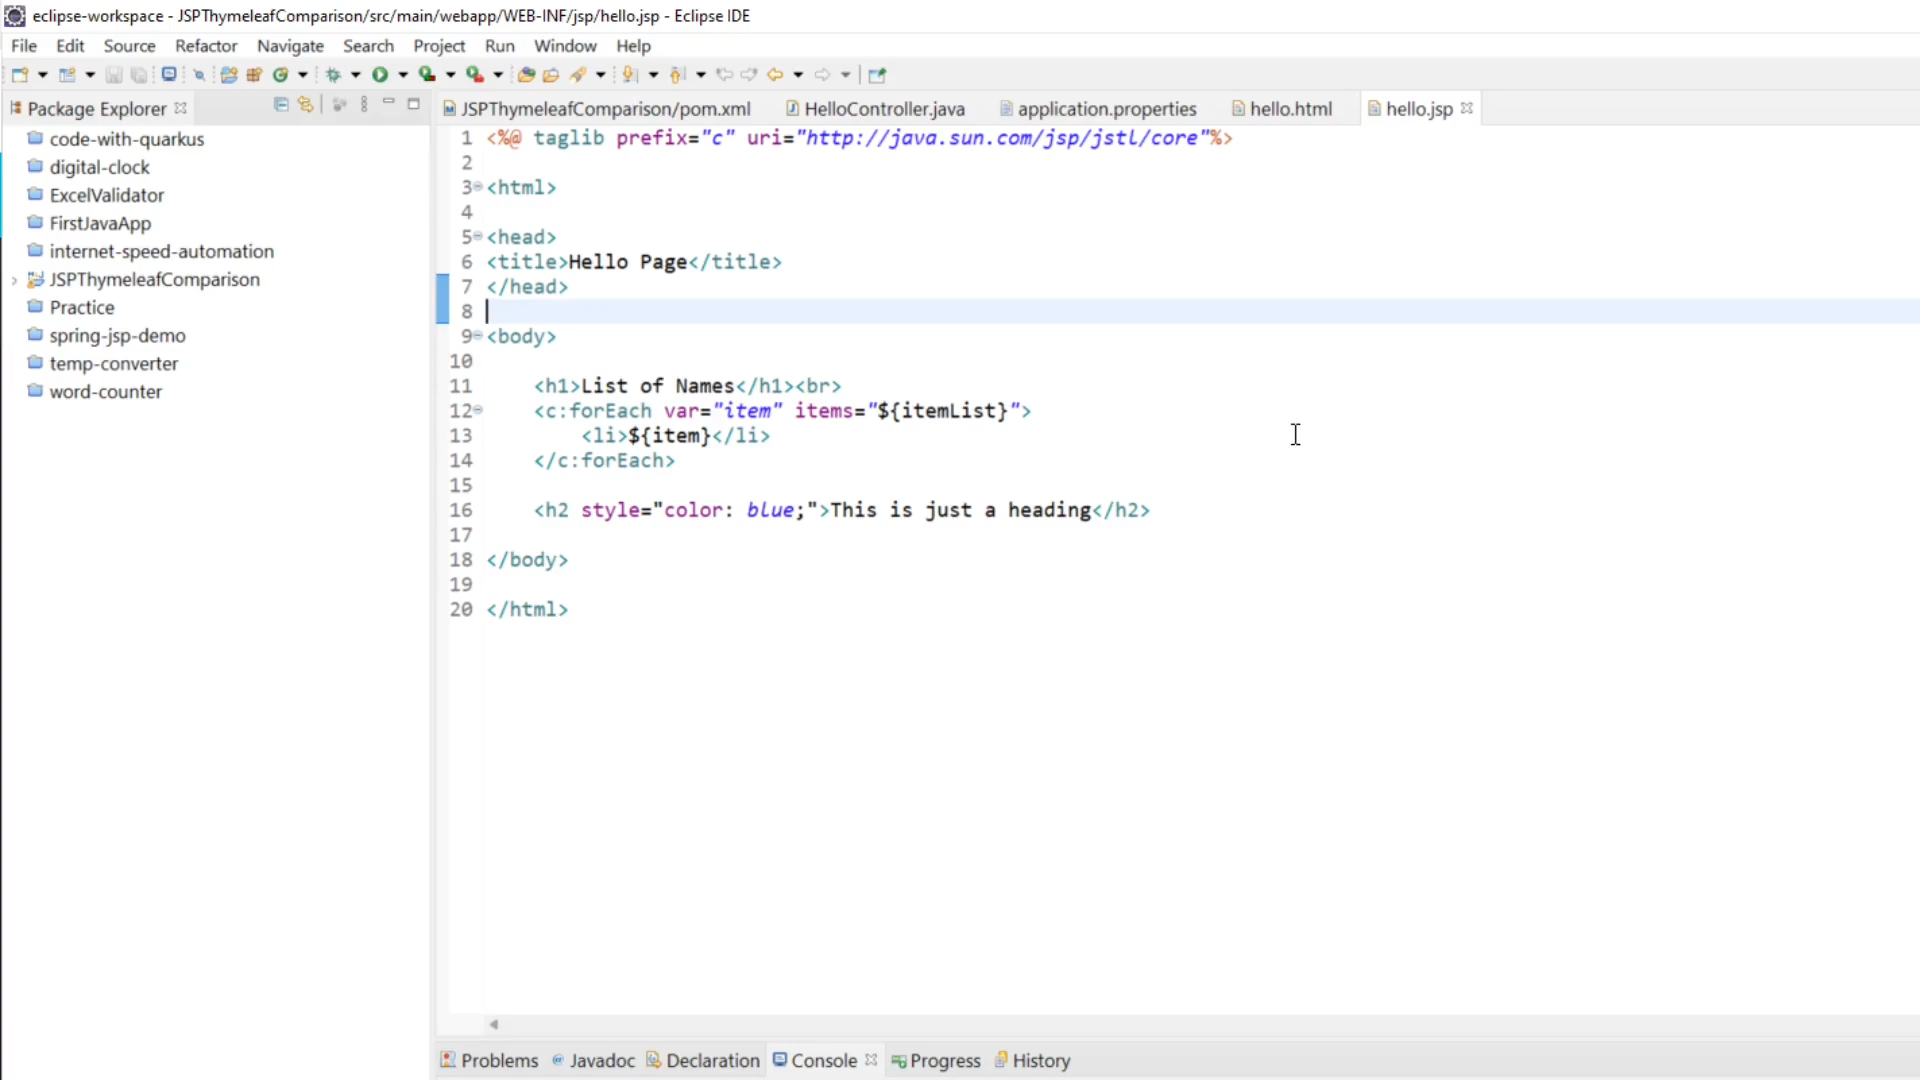 eclipse-workspace - JSPThymeleafComparison/src/main/webapp/WEB-INF/jsp/hello.jsp - Eclipse IDE
File Edit Source Refactor Navigate Search Project Run Window Help
Package Explorer
code-with-quarkus
digital-clock
ExcelValidator
FirstJavaApp
internet-speed-automation
JSPThymeleafComparison
Practice
spring-jsp-demo
temp-converter
word-counter
JSPThymeleafComparison/pom.xml HelloController.java application.properties hello.html hello.jsp
1 <%@ taglib prefix="c" uri="http://java.sun.com/jsp/jstl/core"%>
2
3 <html>
4
5 <head>
6 <title>Hello Page</title>
7 </head>
8
9 <body>
10
11 <h1>List of Names</h1><br>
12 <c:forEach var="item" items="${itemList}">
13 <li>${item}</li>
14 </c:forEach>
15
16 <h2 style="color: blue;">This is just a heading</h2>
17
18 </body>
19
20 </html>
Problems Javadoc Declaration Console Progress History